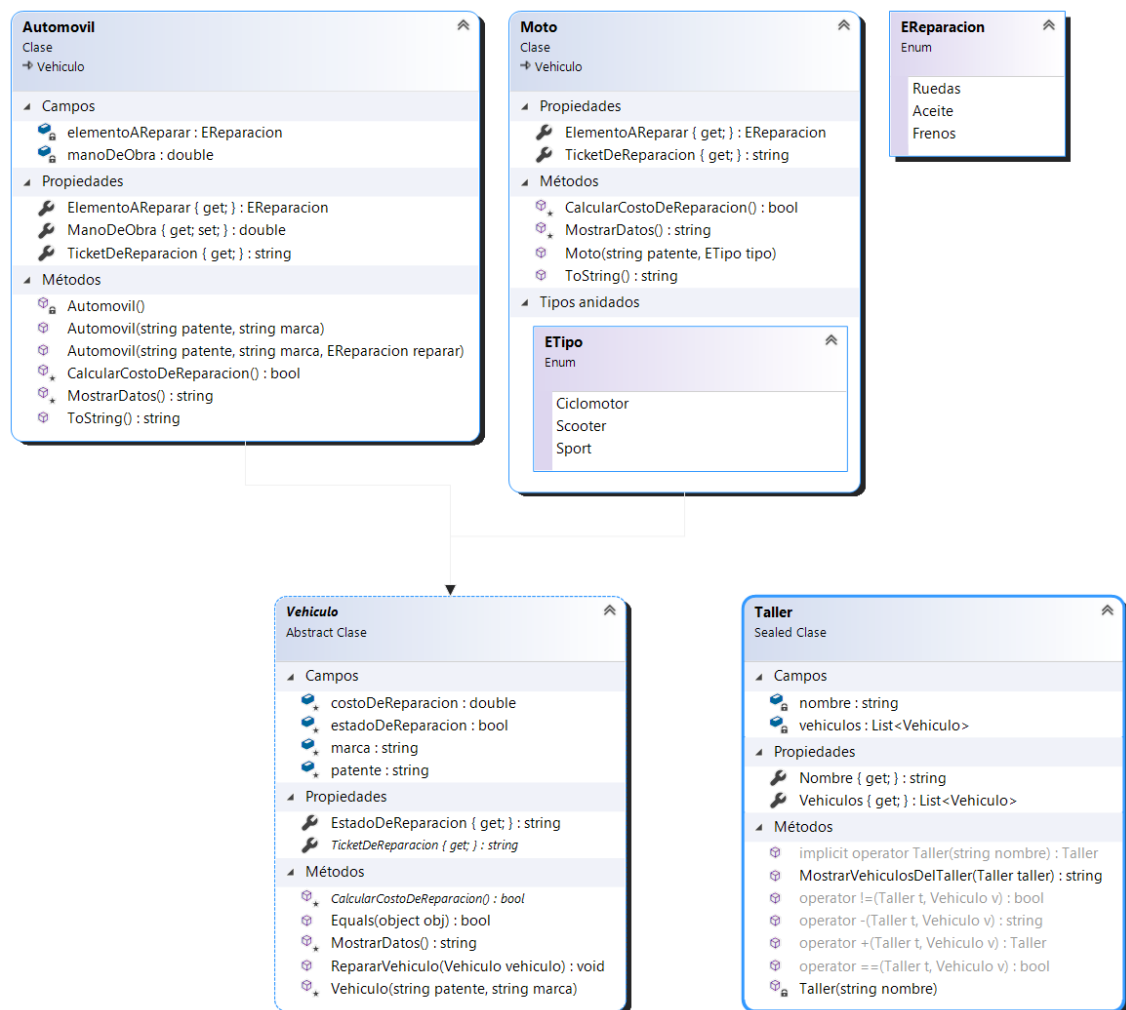 Automovil
Clase
Vehiculo
Campos
elementoAReparar : EReparacion
manoDeObra : double
Propiedades
ElementoAReparar { get; } : EReparacion
ManoDeObra { get; set; } : double
TicketDeReparacion { get; } : string
Métodos
Automovil()
Automovil(string patente, string marca)
Automovil(string patente, string marca, EReparacion reparar)
CalcularCostoDeReparacion() : bool
MostrarDatos() : string
ToString() : string
Moto
Clase
Vehiculo
Propiedades
ElementoAReparar { get; } : EReparacion
TicketDeReparacion { get; } : string
Métodos
CalcularCostoDeReparacion() : bool
MostrarDatos() : string
Moto(string patente, ETipo tipo)
ToString() : string
Tipos anidados
ETipo
Enum
Ciclomotor
Scooter
Sport
EReparacion
Enum
Ruedas
Aceite
Frenos
Vehiculo
Abstract Clase
Campos
costoDeReparacion : double
estadoDeReparacion : bool
marca : string
patente : string
Propiedades
EstadoDeReparacion { get; } : string
TicketDeReparacion { get; } : string
Métodos
CalcularCostoDeReparacion() : bool
Equals(object obj) : bool
MostrarDatos() : string
RepararVehiculo(Vehiculo vehiculo) : void
Vehiculo(string patente, string marca)
Taller
Sealed Clase
Campos
nombre : string
vehiculos : List<Vehiculo>
Propiedades
Nombre { get; } : string
Vehiculos { get; } : List<Vehiculo>
Métodos
implicit operator Taller(string nombre) : Taller
MostrarVehiculosDelTaller(Taller taller) : string
operator !=(Taller t, Vehiculo v) : bool
operator -(Taller t, Vehiculo v) : string
operator +(Taller t, Vehiculo v) : Taller
operator ==(Taller t, Vehiculo v) : bool
Taller(string nombre)